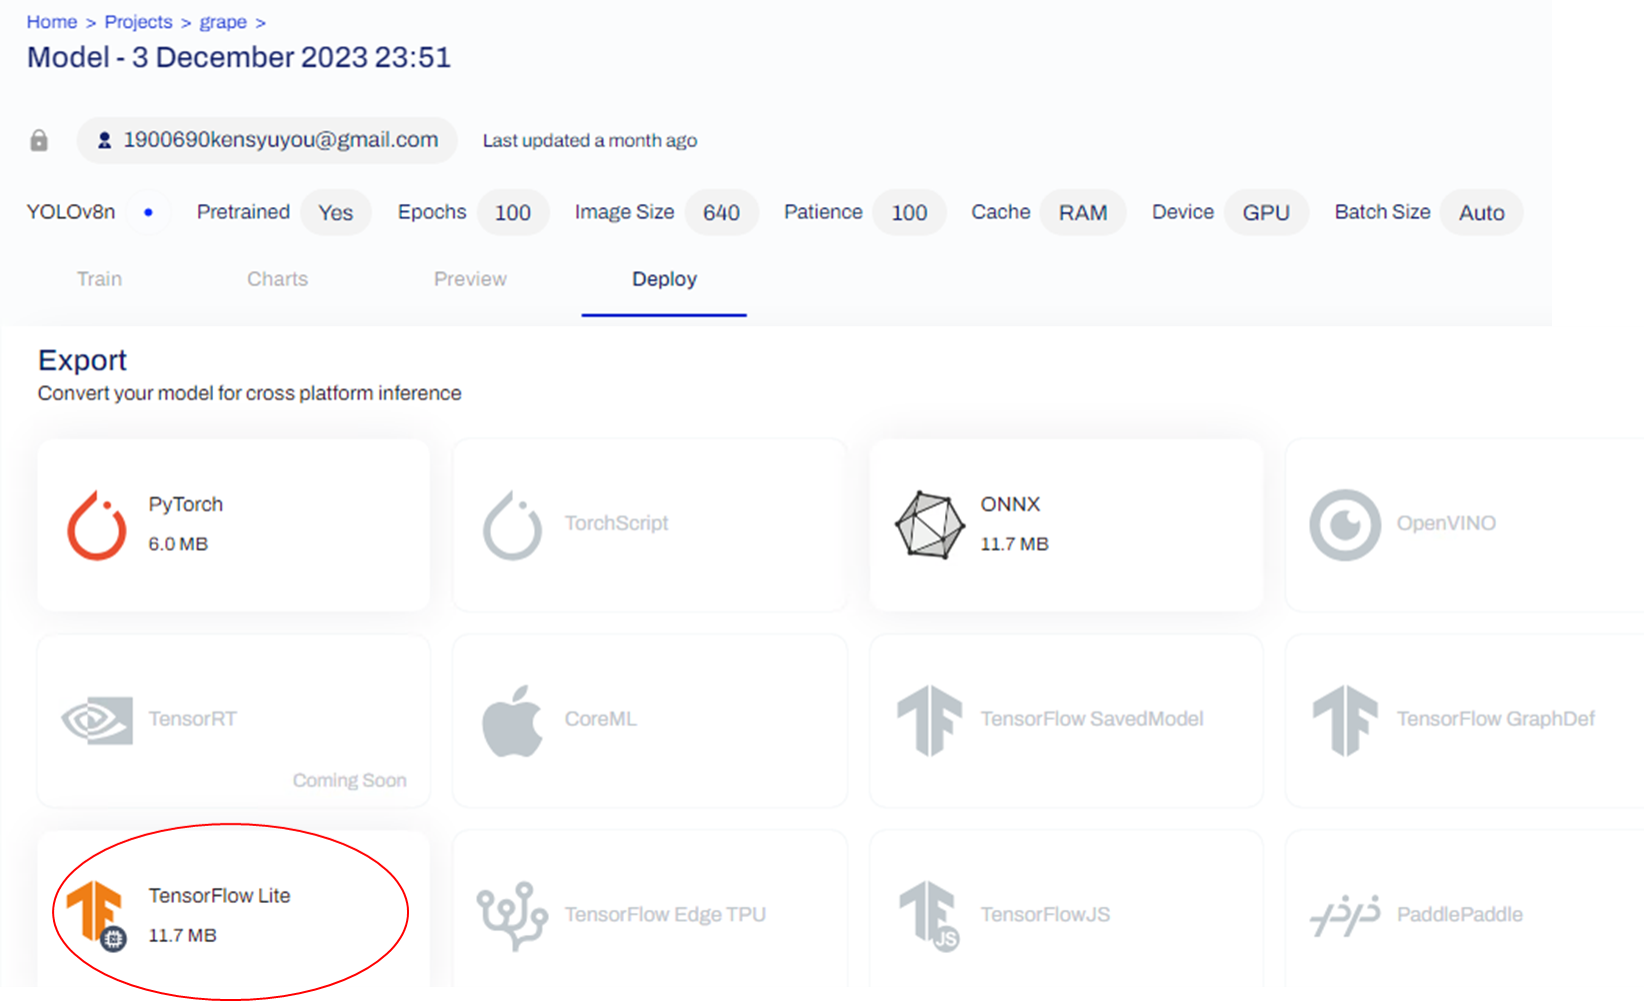 Home > Projects > grape >
Model - 3 December 2023 23:51
1900690kensyuyou@gmail.com Last updated a month ago
YOLOv8n Pretrained Yes Epochs 100 Image Size 640 Patience 100 Cache RAM Device GPU Batch Size Auto
Train Charts Preview Deploy
Export
Convert your model for cross platform inference
PyTorch
6.0 MB
TorchScript
ONNX
11.7 MB
OpenVINO
TensorRT
Coming Soon
CoreML
TensorFlow SavedModel
TensorFlow GraphDef
TensorFlow Lite
11.7 MB
TensorFlow Edge TPU
JS
TensorFlowJS
PaddlePaddle